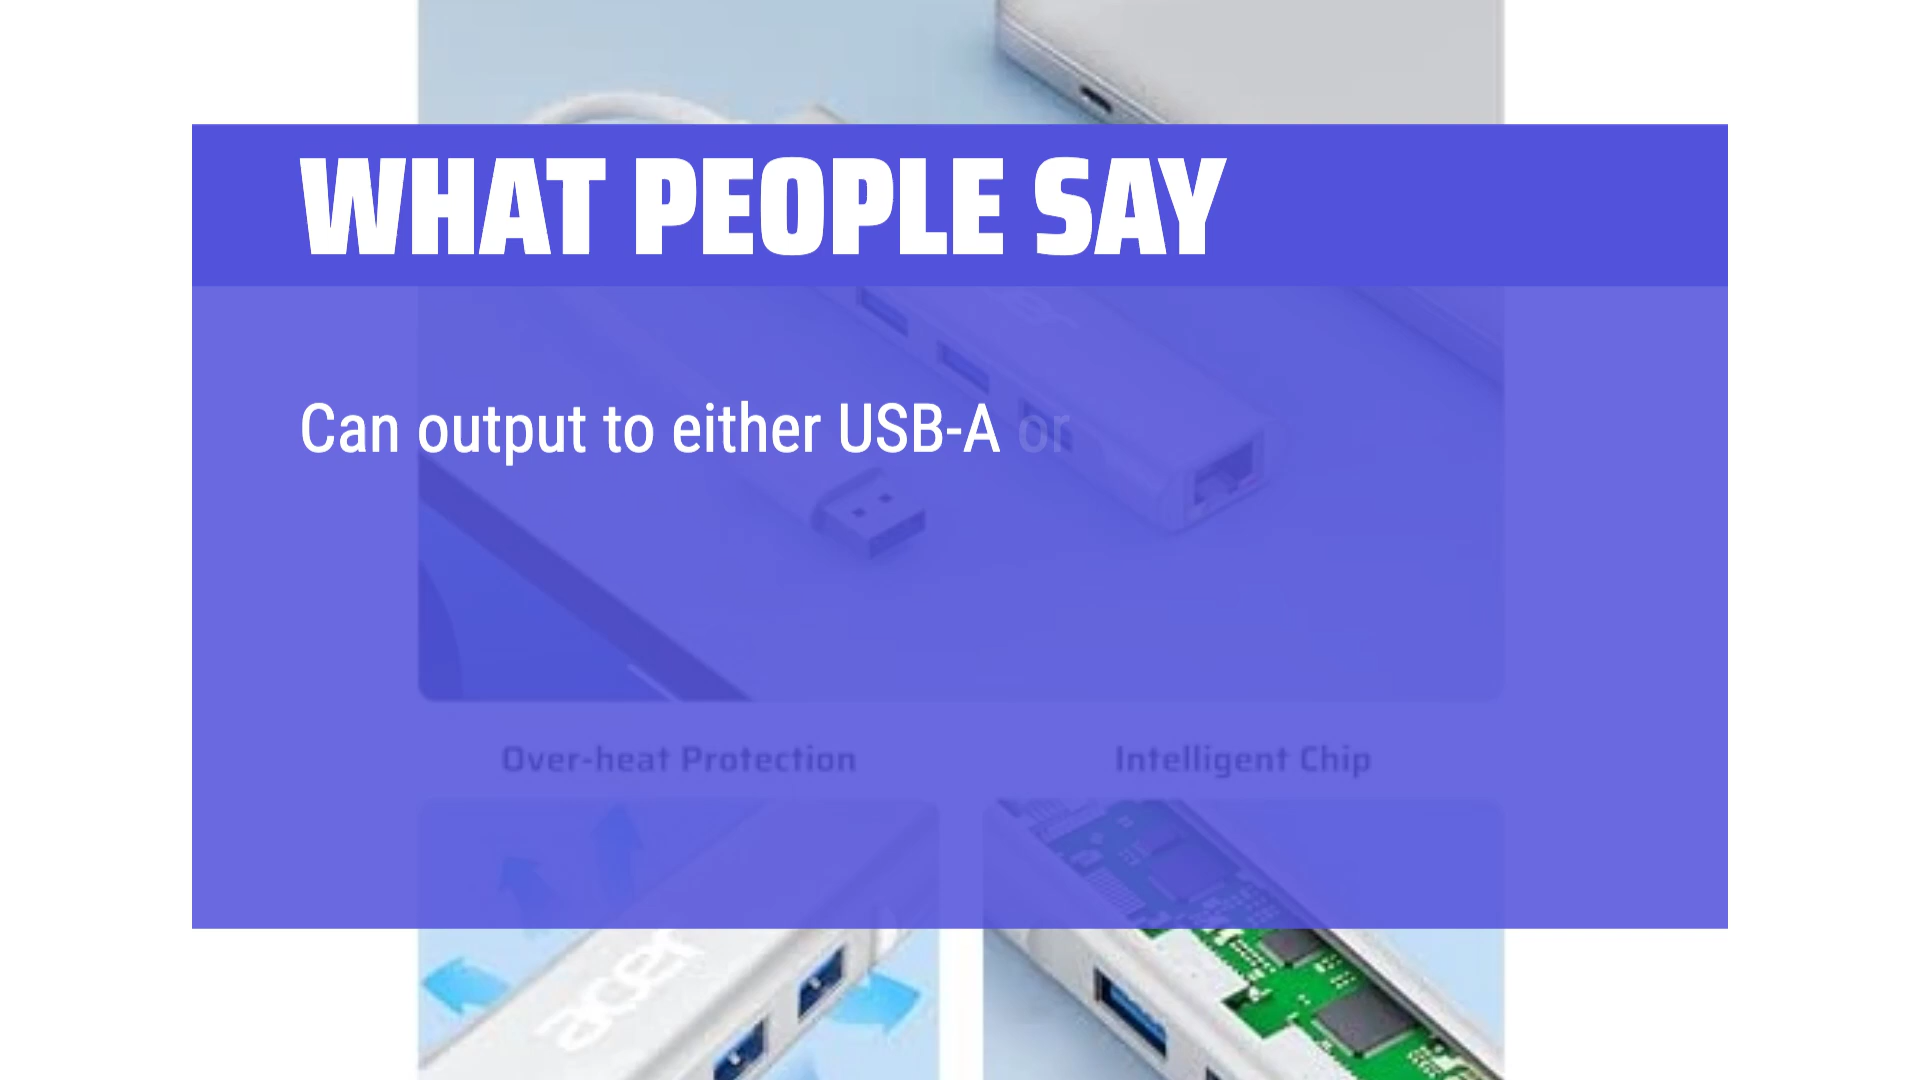 WHAT PEOPLE SAY
Can output to either USB-A or
Over-heat Protection
Intelligent Chip
acer